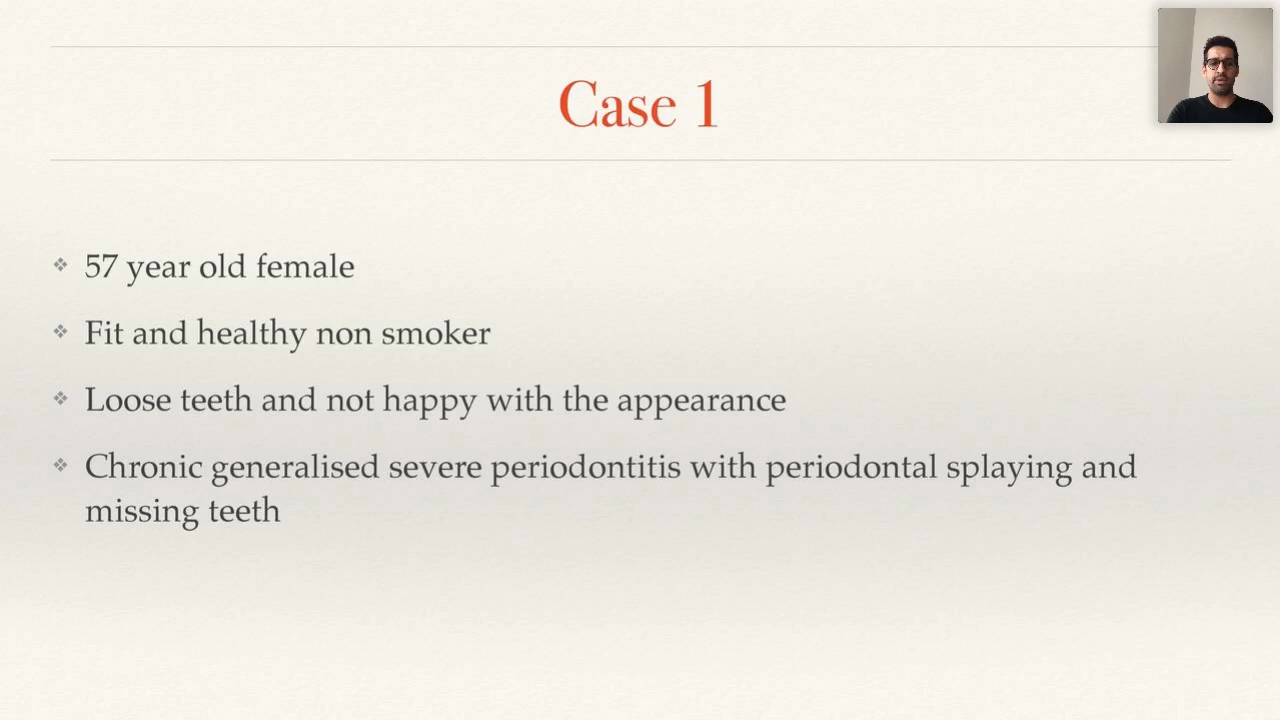 Case 1
57 year old female
Fit and healthy non smoker
Loose teeth and not happy with the appearance
Chronic generalised severe periodontitis with periodontal splaying and
missing teeth